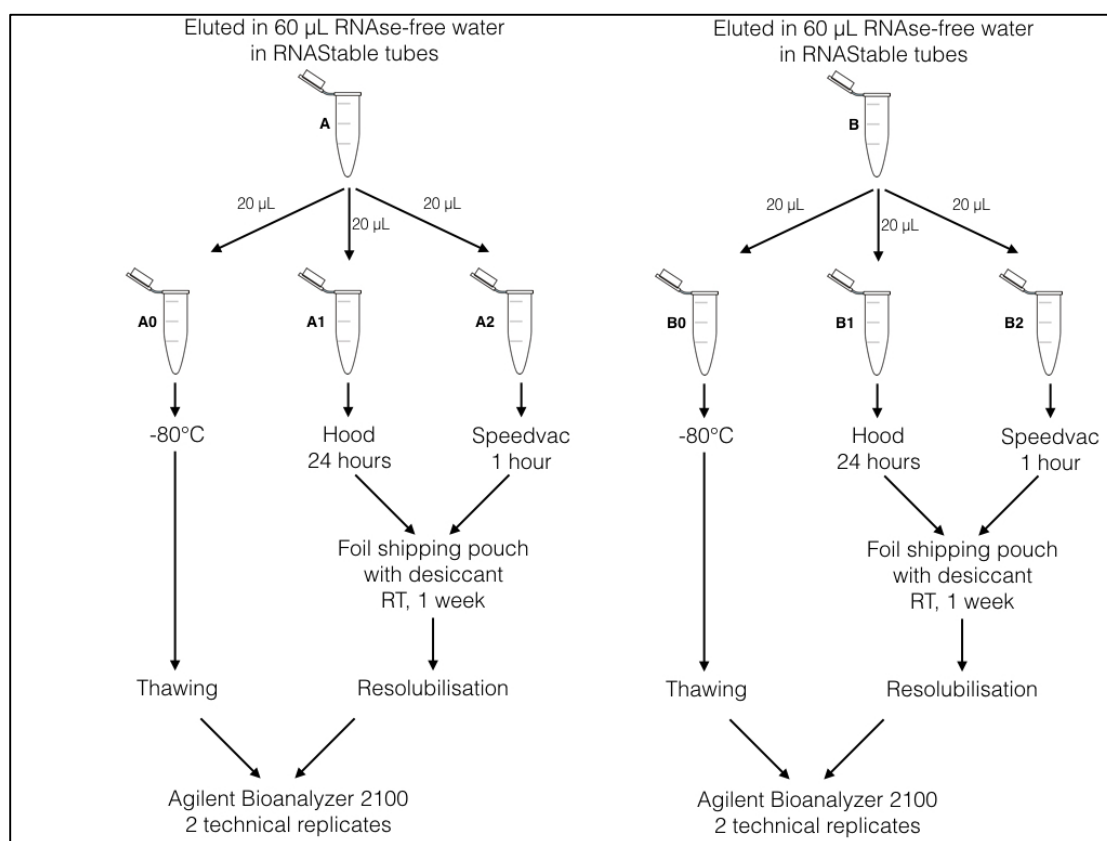 Eluted in 60 µL RNAse-free water
in RNAStable tubes
A
20 µL
20 µL
20 µL
A0
A1
A2
-80°C
Hood
24 hours
Speedvac
1 hour
Foil shipping pouch
with desiccant
RT, 1 week
Thawing
Resolubilisation
Agilent Bioanalyzer 2100
2 technical replicates
Eluted in 60 µL RNAse-free water
in RNAStable tubes
B
20 µL
20 µL
20 µL
B0
B1
B2
-80°C
Hood
24 hours
Speedvac
1 hour
Foil shipping pouch
with desiccant
RT, 1 week
Thawing
Resolubilisation
Agilent Bioanalyzer 2100
2 technical replicates